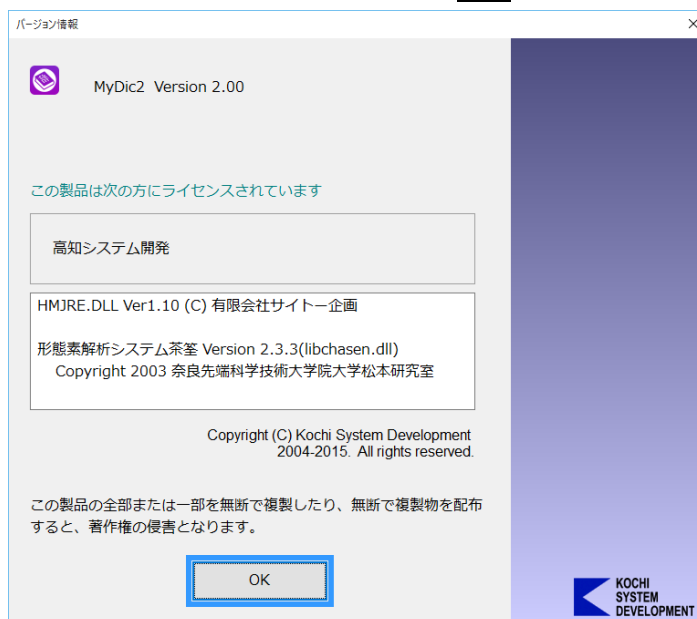 バージョン情報
MyDic2 Version 2.00
この製品は次の方にライセンスされています
高知システム開発
HMJRE.DLL Ver1.10 (C) 有限会社サイトー企画
形態素解析システム茶筌 Version 2.3.3(libchasen.dll)
Copyright 2003 奈良先端科学技術大学院大学松本研究室
Copyright (C) Kochi System Development
2004-2015. All rights reserved.
この製品の全部または一部を無断で複製したり、無断で複製物を配布
すると、著作権の侵害となります。
OK
KOCHI
SYSTEM
DEVELOPMENT